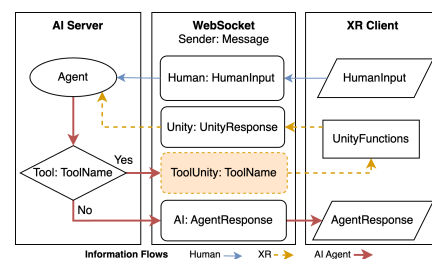 AI Server
WebSocket
Sender: Message
XR Client
Agent
Human: HumanInput
HumanInput
Unity: UnityResponse
UnityFunctions
Tool: ToolName
Yes
ToolUnity: ToolName
No
AI: AgentResponse
AgentResponse
Information Flows
Human
XR
AI Agent